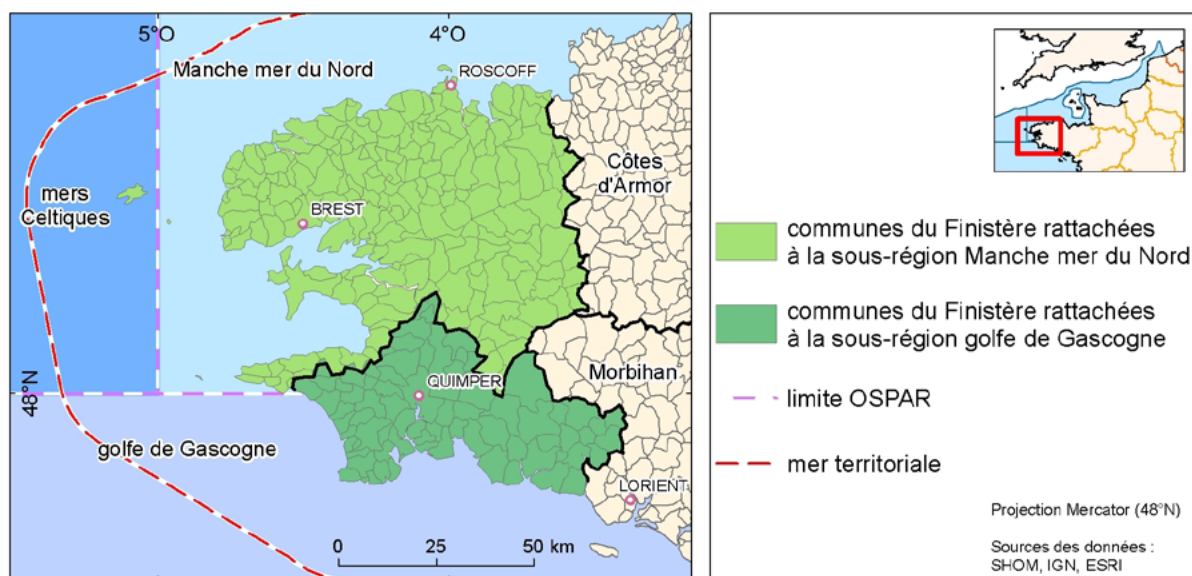 5°O
4°O
Manche mer du Nord
ROSCOFF
Côtes
d'Armor
mers
Celtiques
BREST
48°N
QUIMPER
Morbihan
golfe de Gascogne
LORIENT
0 25 50 km
communes du Finistère rattachées
à la sous-région Manche mer du Nord
communes du Finistère rattachées
à la sous-région golfe de Gascogne
limite OSPAR
mer territoriale
Projection Mercator (48°N)
Sources des données :
SHOM, IGN, ESRI